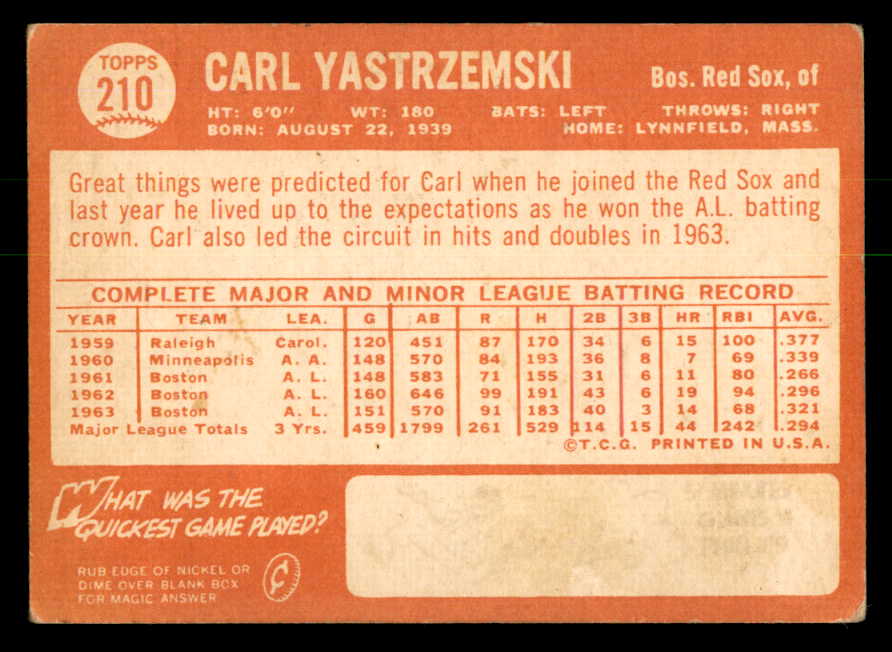 TOPPS
210
CARL YASTRZEMSKI
Bos. Red Sox, of
HT: 6'0" WT: 180 BATS: LEFT THROWS: RIGHT
BORN: AUGUST 22, 1939 HOME: LYNNFIELD, MASS.
Great things were predicted for Carl when he joined the Red Sox and
last year he lived up to the expectations as he won the A.L. batting
crown. Carl also led the circuit in hits and doubles in 1963.
COMPLETE MAJOR AND MINOR LEAGUE BATTING RECORD
YEAR TEAM LEA. G AB R H 2B 3B HR RBI AVG.
1959 Raleigh Carol. 120 451 87 170 34 6 15 100 .377
1960 Minneapolis A. A. 148 570 84 193 36 8 7 69 .339
1961 Boston A. L. 148 583 71 155 31 6 11 80 .266
1962 Boston A. L. 160 646 99 191 43 6 19 94 .296
1963 Boston A. L. 151 570 91 183 40 3 14 68 .321
Major League Totals 3 Yrs. 459 1799 261 529 114 15 44 242 .294
©T.C.G. PRINTED IN U.S.A.
WHAT WAS THE
QUICKEST GAME PLAYED?
RUB EDGE OF NICKEL OR
DIME OVER BLANK BOX
FOR MAGIC ANSWER
¢